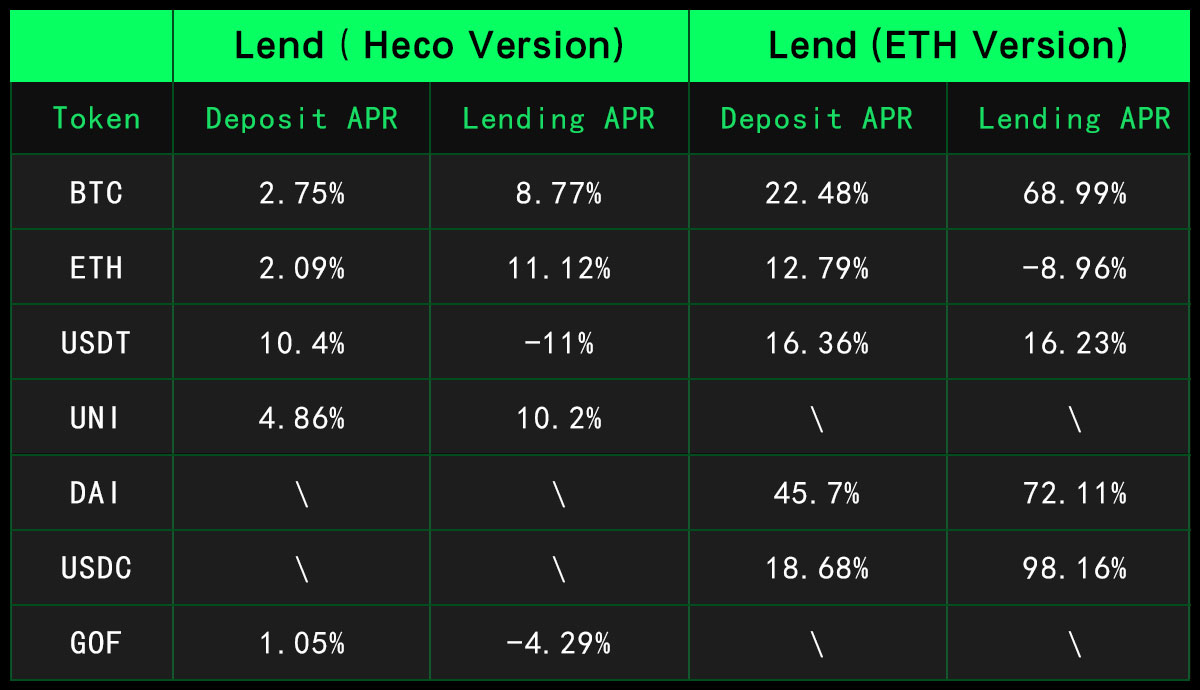 Lend ( Heco Version) Lend (ETH Version)
Token Deposit APR Lending APR Deposit APR Lending APR
BTC 2.75% 8.77% 22.48% 68.99%
ETH 2.09% 11.12% 12.79% -8.96%
USDT 10.4% -11% 16.36% 16.23%
UNI 4.86% 10.2% \ \
DAI \ \ 45.7% 72.11%
USDC \ \ 18.68% 98.16%
GOF 1.05% -4.29% \ \